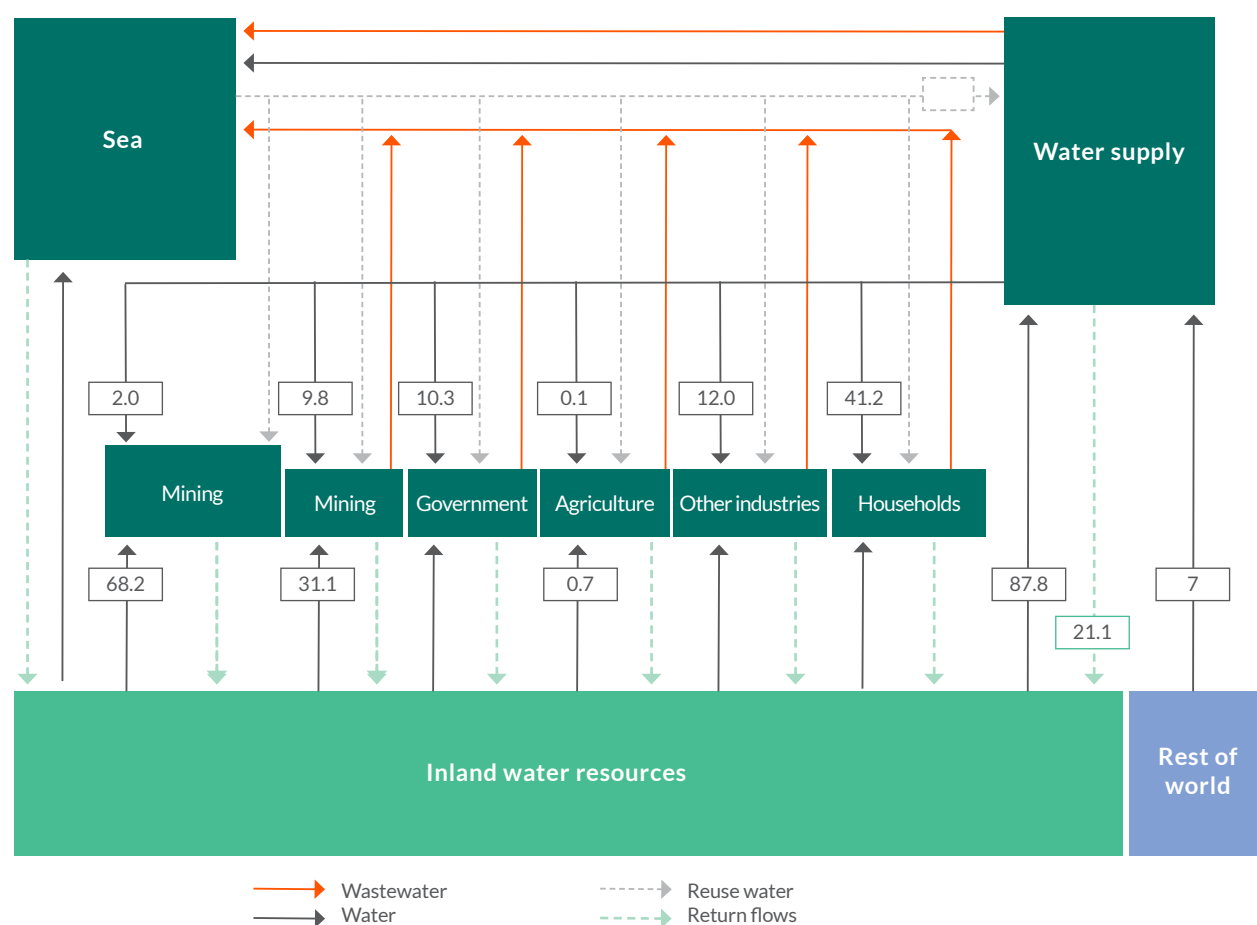 Sea
Water supply
2.0
9.8
10.3
0.1
12.0
41.2
Mining
Mining
Government
Agriculture
Other industries
Households
68.2
31.1
0.7
87.8
7
21.1
Inland water resources
Rest of
world
Wastewater
Reuse water
Water
Return flows